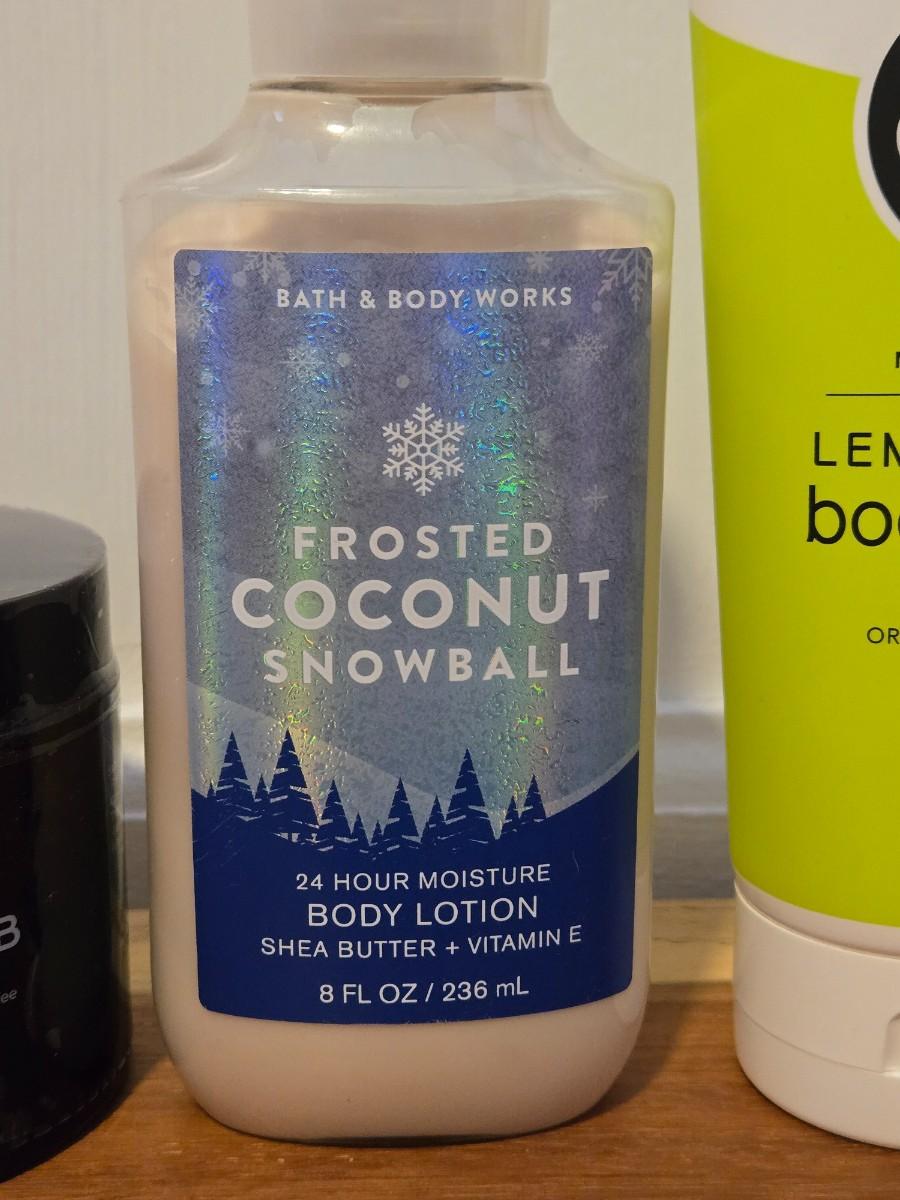 BATH & BODY WORKS
FROSTED
COCONUT
SNOWBALL
24 HOUR MOISTURE
BODY LOTION
SHEA BUTTER + VITAMIN E
8 FL OZ / 236 mL